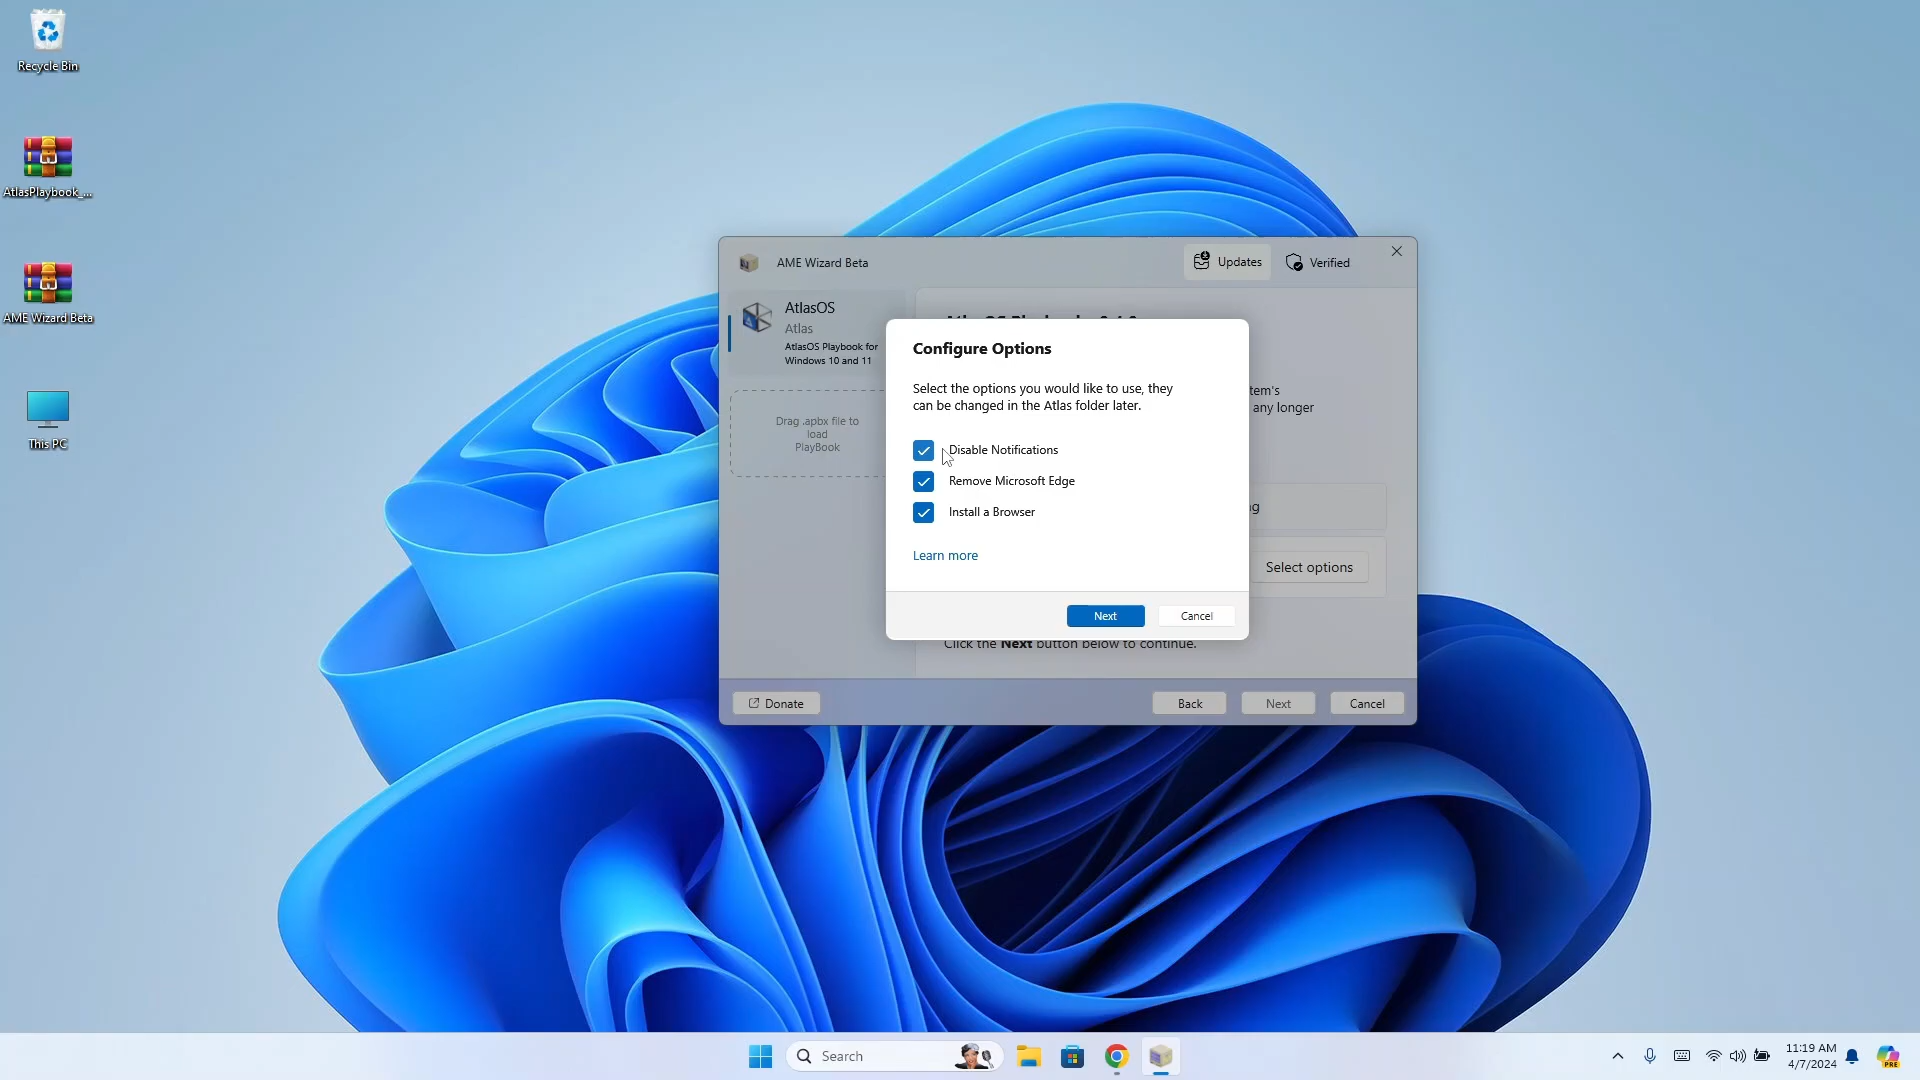 Recycle Bin
AtlasPlaybook_...
AME Wizard Beta
This PC
AME Wizard Beta
Updates
Verified
AtlasOS
Atlas
AtlasOS Playbook for
Windows 10 and 11
Drag .apbx file to
load
PlayBook
Configure Options
Select the options you would like to use, they
can be changed in the Atlas folder later.
Disable Notifications
Remove Microsoft Edge
Install a Browser
Learn more
Next
Cancel
any longer
Select options
Click the Next button below to continue.
Donate
Back
Next
Cancel
Search
11:19 AM
4/7/2024
PRE